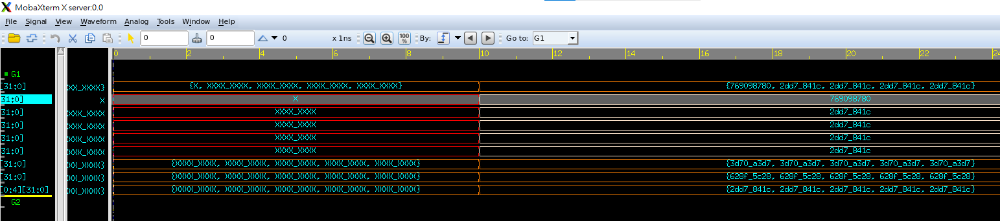 MobaXterm X server:0.0
File Signal View Waveform Analog Tools Window Help
0 0 0 x 1ns 100 % By: Go to: G1
0 2 4 6 8 10 12 14 16 18 20 22 24
= G1
[31:0] XX_XXXX} {X, XXXX_XXXX, XXXX_XXXX, XXXX_XXXX, XXXX_XXXX} {769098780, 2dd7_841c, 2dd7_841c, 2dd7_841c, 2dd7_841c}
31:0] X X 769098780
31:0] XX_XXXX XXXX_XXXX 2dd7_841c
31:0] XX_XXXX XXXX_XXXX 2dd7_841c
31:0] XX_XXXX XXXX_XXXX 2dd7_841c
31:0] XX_XXXX XXXX_XXXX 2dd7_841c
[31:0] XX_XXXX} {XXXX_XXXX, XXXX_XXXX, XXXX_XXXX, XXXX_XXXX, XXXX_XXXX} {3d70_a3d7, 3d70_a3d7, 3d70_a3d7, 3d70_a3d7, 3d70_a3d7}
[31:0] XX_XXXX} {XXXX_XXXX, XXXX_XXXX, XXXX_XXXX, XXXX_XXXX, XXXX_XXXX} {628f_5c28, 628f_5c28, 628f_5c28, 628f_5c28, 628f_5c28}
[0:4][31:0] XX_XXXX} {XXXX_XXXX, XXXX_XXXX, XXXX_XXXX, XXXX_XXXX, XXXX_XXXX} {2dd7_841c, 2dd7_841c, 2dd7_841c, 2dd7_841c, 2dd7_841c}
G2